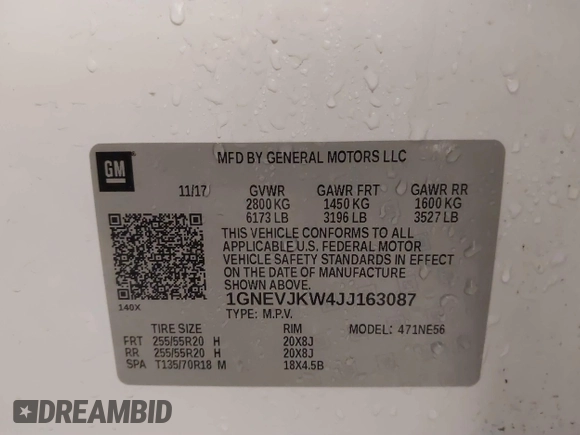 GM
MFD BY GENERAL MOTORS LLC
11/17 GVWR GAWR FRT GAWR RR
2800 KG 1450 KG 1600 KG
6173 LB 3196 LB 3527 LB
THIS VEHICLE CONFORMS TO ALL
APPLICABLE U.S. FEDERAL MOTOR
VEHICLE SAFETY STANDARDS IN EFFECT
ON THE DATE OF MANUFACTURE
SHOWN ABOVE.
1GNEVJKW4JJ163087
140X TYPE: M.P.V.
TIRE SIZE RIM MODEL: 471NE56
FRT 255/55R20 H 20X8J
RR 255/55R20 H 20X8J
SPA T135/70R18 M 18X4.5B
DREAMBID